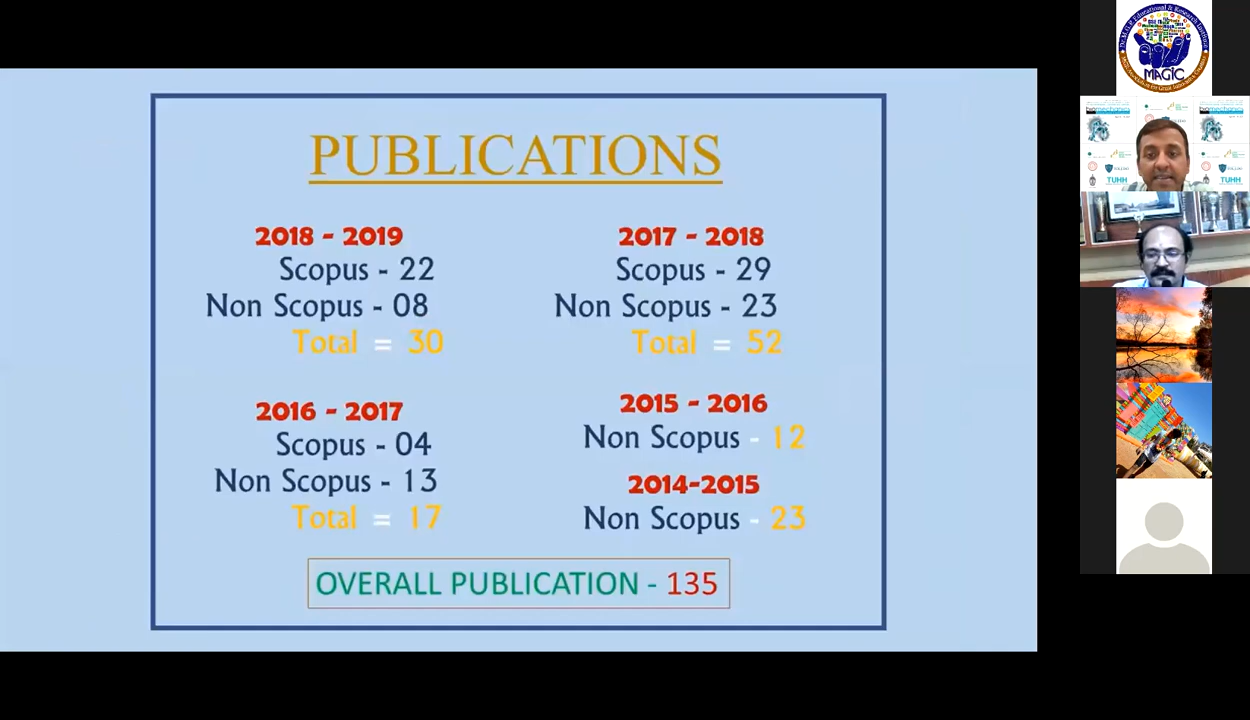 PUBLICATIONS
2018 - 2019
Scopus - 22
Non Scopus - 08
Total = 30
2017 - 2018
Scopus - 29
Non Scopus - 23
Total = 52
2016 - 2017
Scopus - 04
Non Scopus - 13
Total = 17
2015 - 2016
Non Scopus - 12
2014-2015
Non Scopus - 23
OVERALL PUBLICATION - 135
MAGIC
biomechanics
TUHH
TUHH